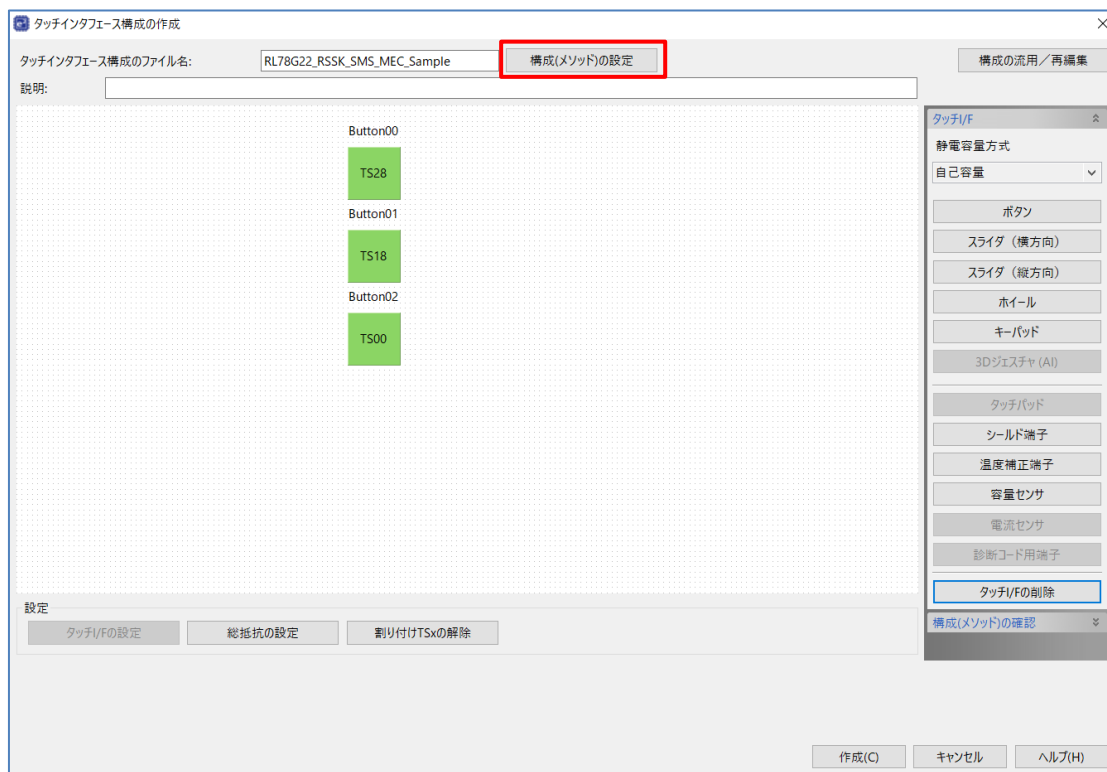 タッチインタフェース構成の作成
タッチインタフェース構成のファイル名: RL78G22_RSSK_SMS_MEC_Sample 構成(メソッド)の設定 構成の流用／再編集
説明:
Button00
TS28
Button01
TS18
Button02
TS00
タッチI/F
静電容量方式
自己容量
ボタン
スライダ（横方向）
スライダ（縦方向）
ホイール
キーパッド
3Dジェスチャ (AI)
タッチパッド
シールド端子
温度補正端子
容量センサ
電流センサ
診断コード用端子
タッチI/Fの削除
構成(メソッド)の確認
設定
タッチI/Fの設定 総抵抗の設定 割り付けTSxの解除
作成(C) キャンセル ヘルプ(H)